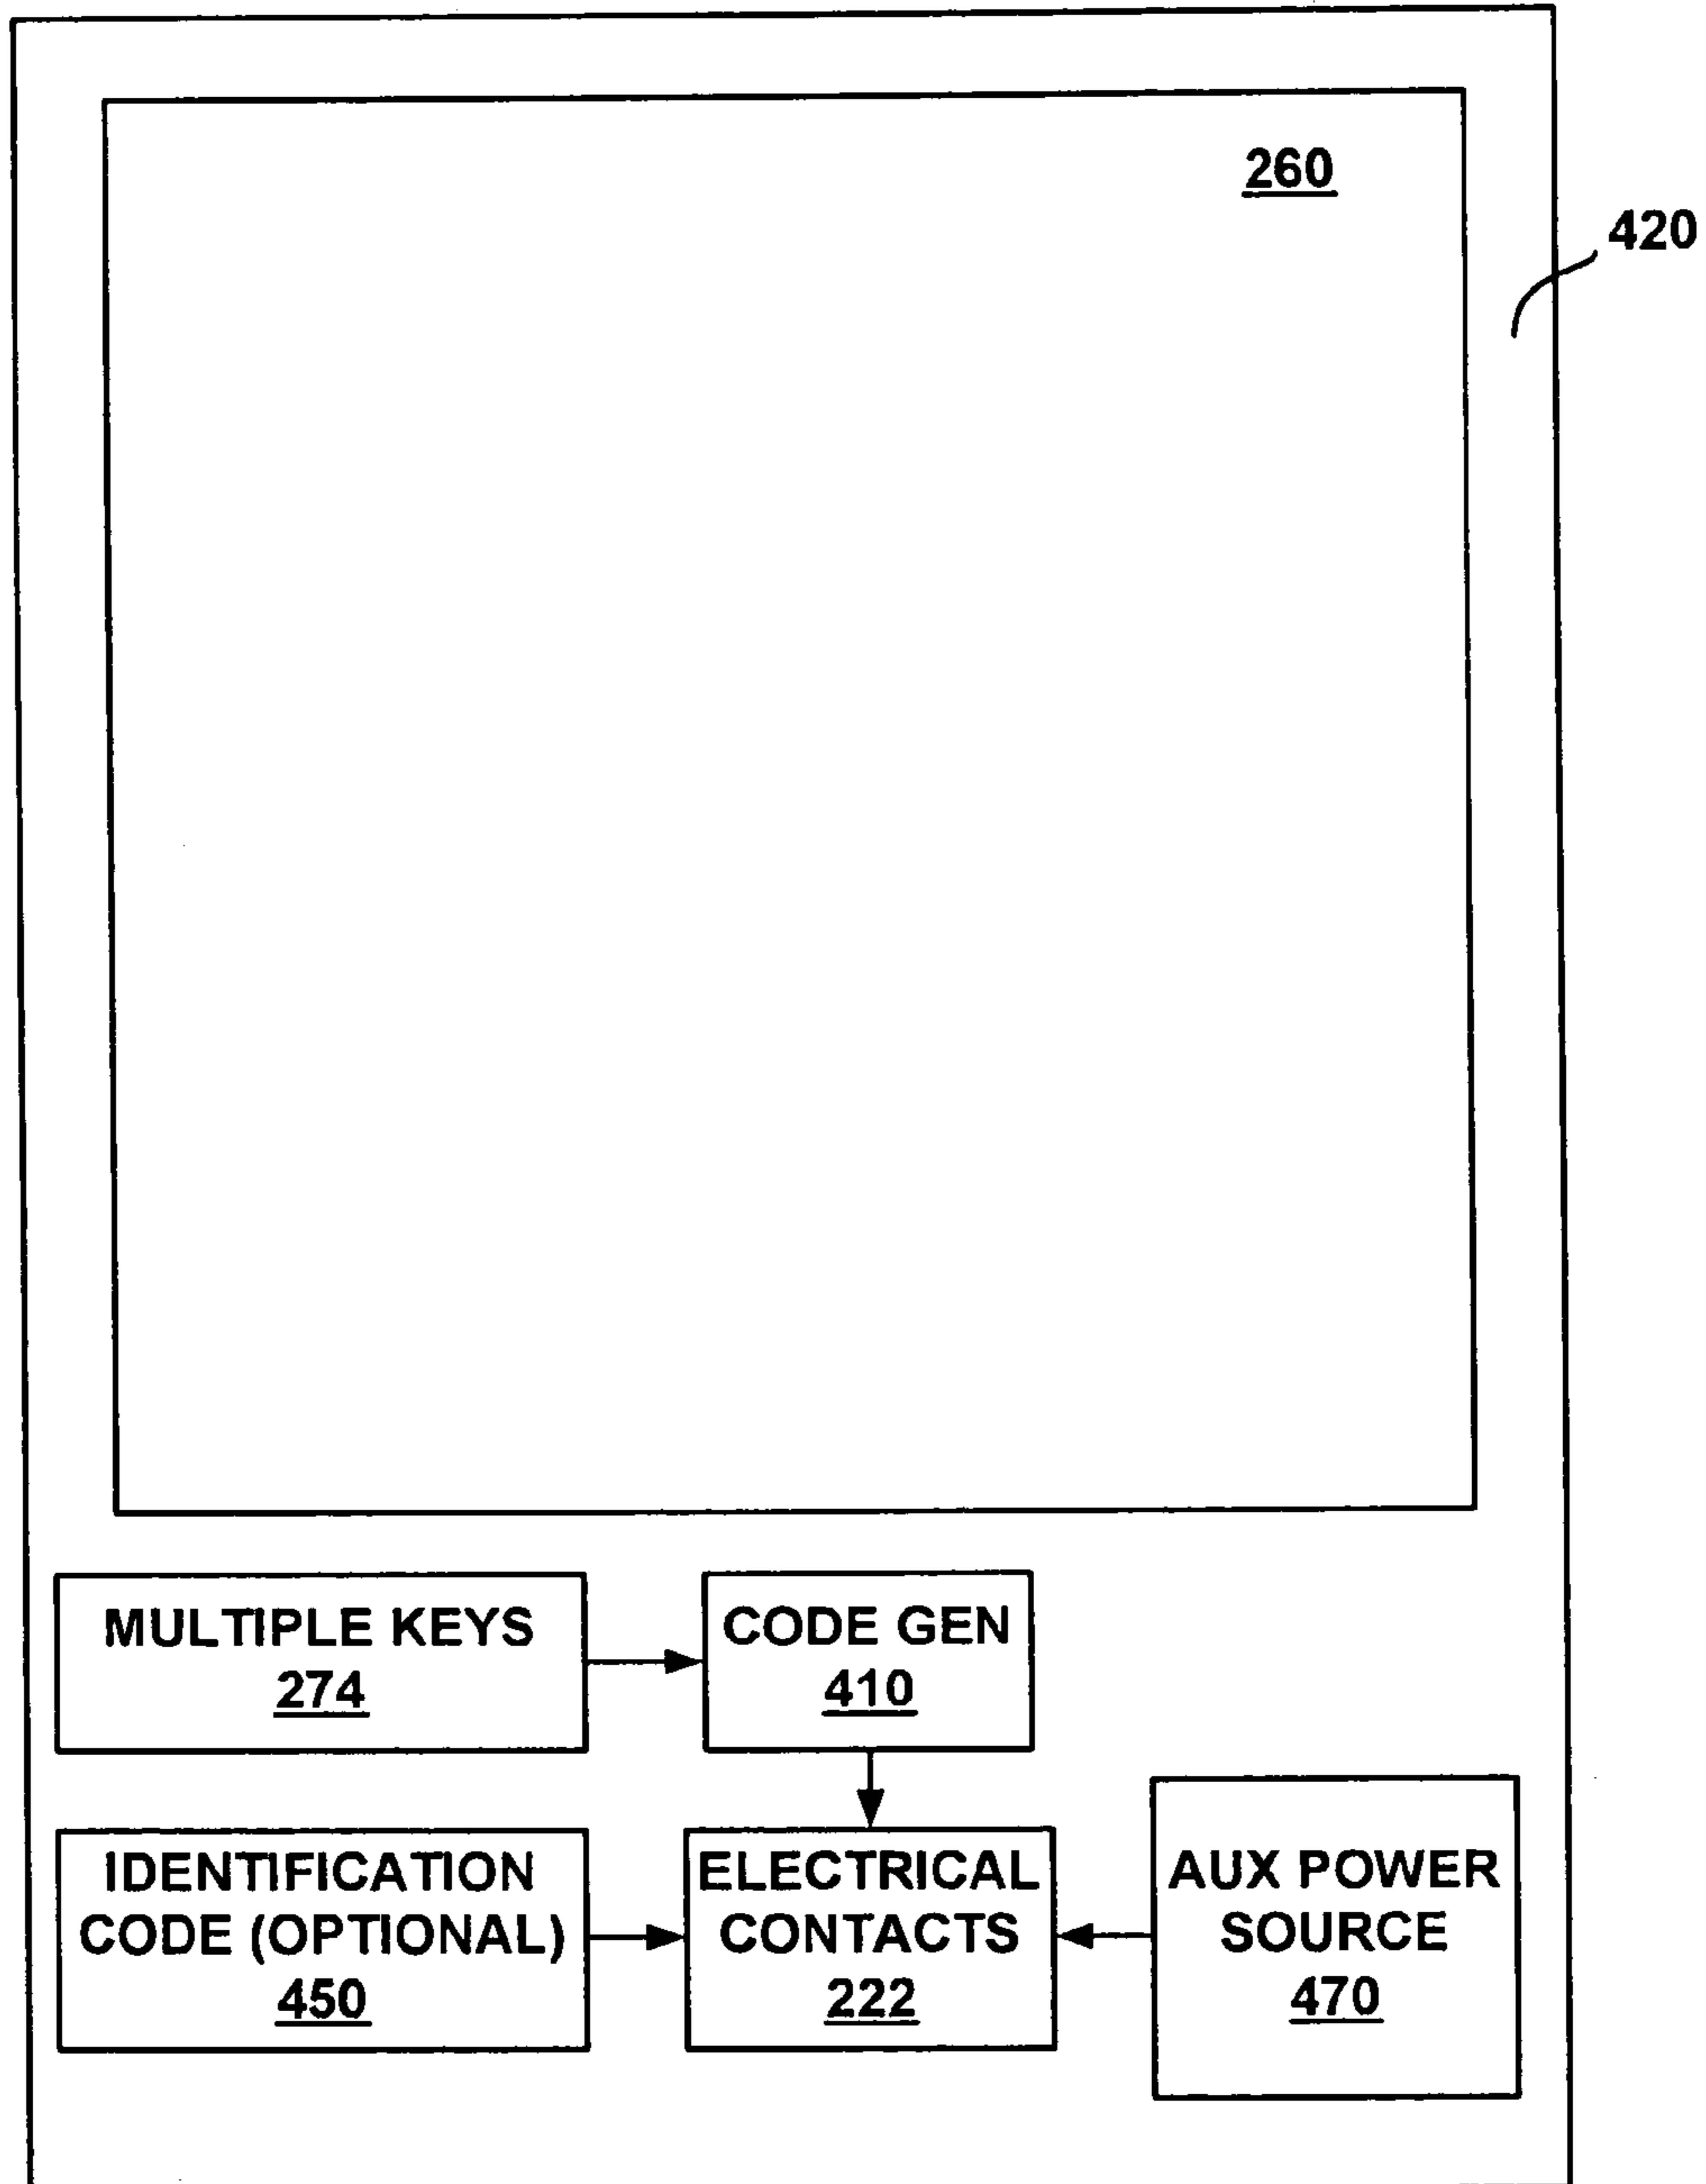 260
420
MULTIPLE KEYS
274
CODE GEN
410
IDENTIFICATION
CODE (OPTIONAL)
450
ELECTRICAL
CONTACTS
222
AUX POWER
SOURCE
470